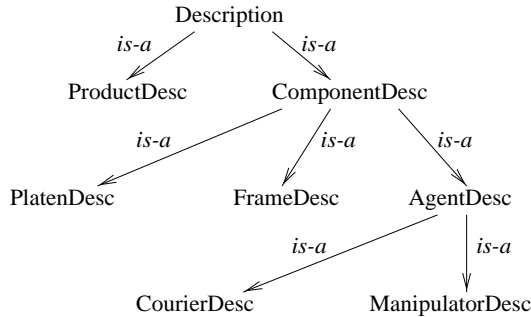 Description
is-a is-a
ProductDesc ComponentDesc
is-a is-a is-a
PlatenDesc FrameDesc AgentDesc
is-a is-a
CourierDesc ManipulatorDesc